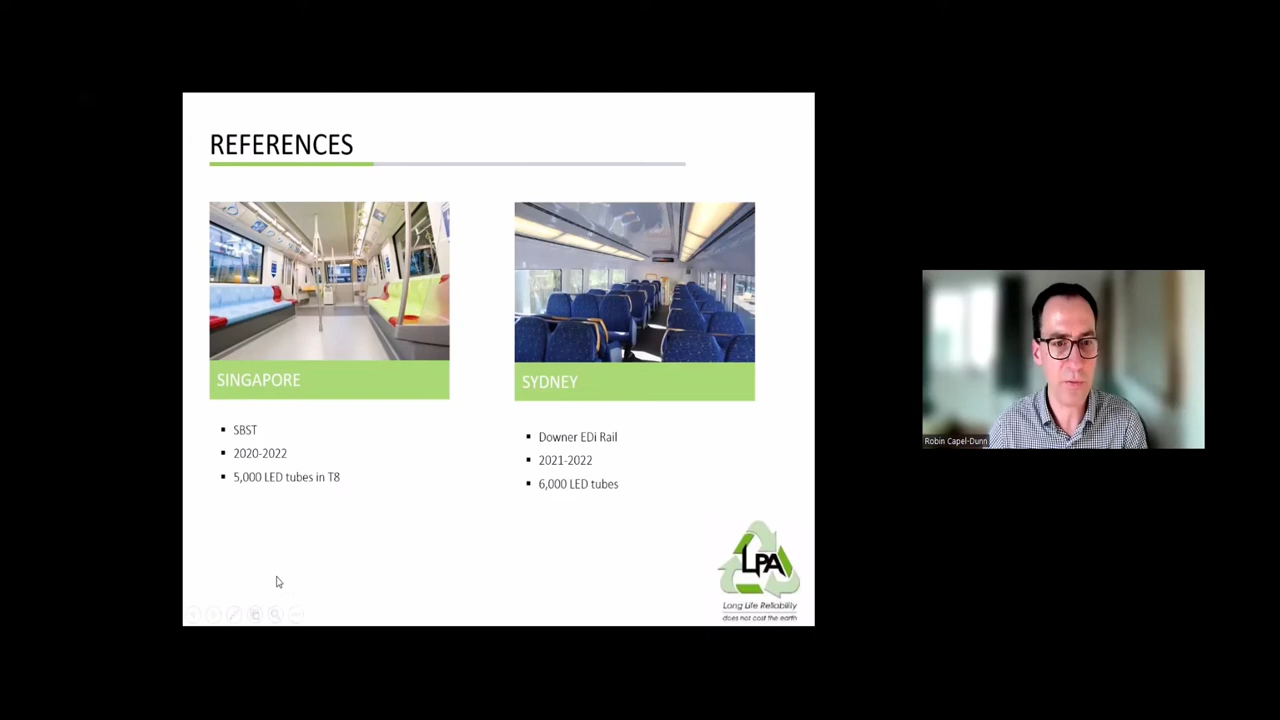 REFERENCES
SINGAPORE
SBST
2020-2022
5,000 LED tubes in T8
SYDNEY
Downer EDi Rail
2021-2022
6,000 LED tubes
LPA
Long Life Reliability
does not cost the earth
Robin Capel-Dunn